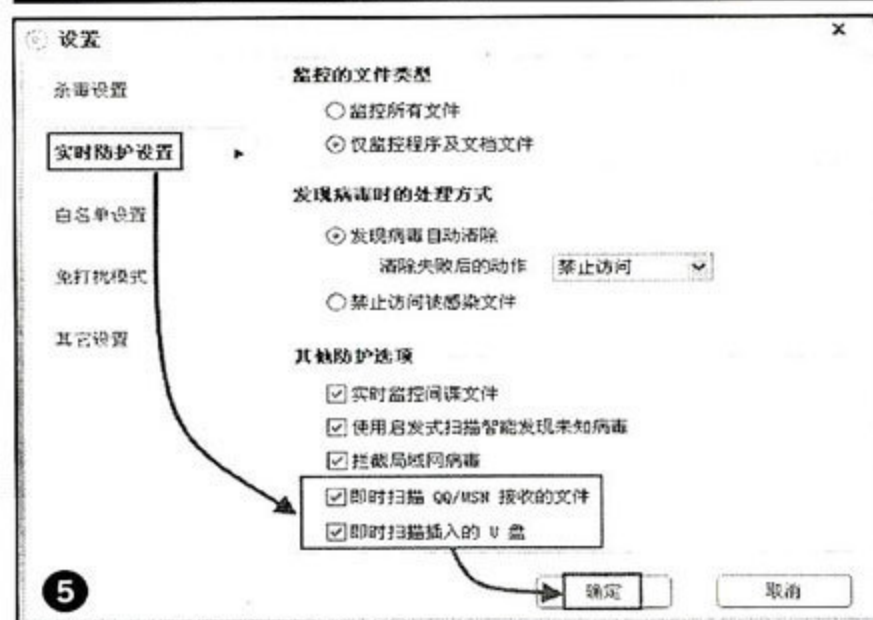 设置
×
杀毒设置
实时防护设置
白名单设置
免打扰模式
其它设置
监控的文件类型
监控所有文件
仅监控程序及文档文件
发现病毒时的处理方式
发现病毒自动清除
清除失败后的动作 禁止访问
禁止访问被感染文件
其他防护选项
实时监控间谍文件
使用启发式扫描智能发现未知病毒
拦截局域网病毒
即时扫描 QQ/MSN 接收的文件
即时扫描插入的 U 盘
确定 取消
5